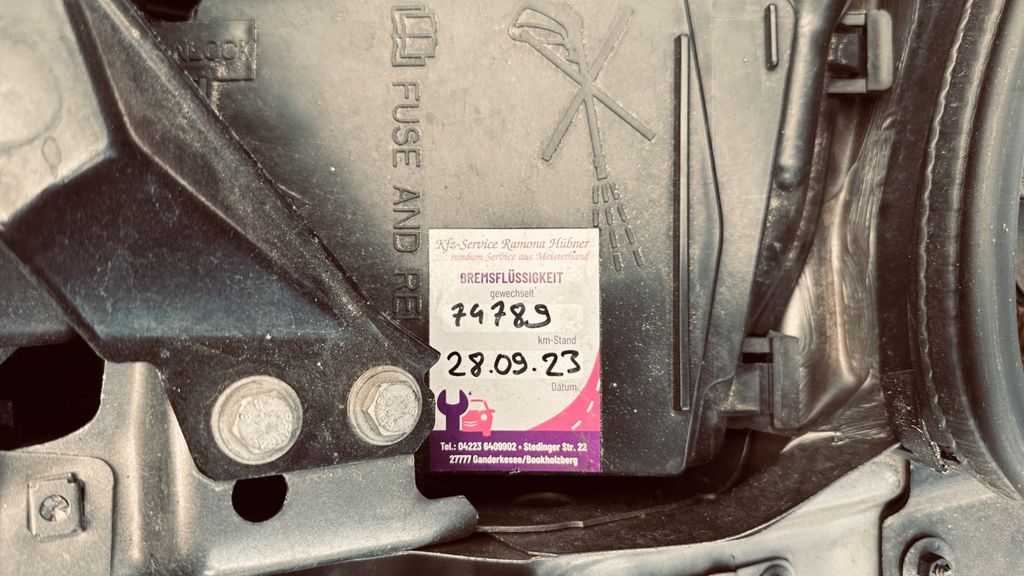 UNLOCK
FUSE AND RE
Kfz-Service Ramona Hübner
rundum Service aus Meisterhand
BREMSFLÜSSIGKEIT
gewechselt
74789
km-Stand
28.09.23
Datum
Tel.: 04223 6409902 • Stedinger Str. 22
27777 Ganderkesee/Bookholzberg